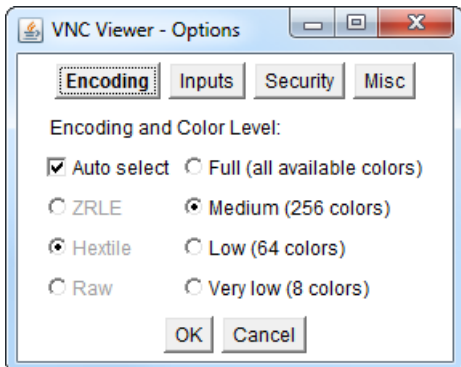 VNC Viewer - Options
Encoding Inputs Security Misc
Encoding and Color Level:
Auto select Full (all available colors)
ZRLE Medium (256 colors)
Hextile Low (64 colors)
Raw Very low (8 colors)
OK Cancel